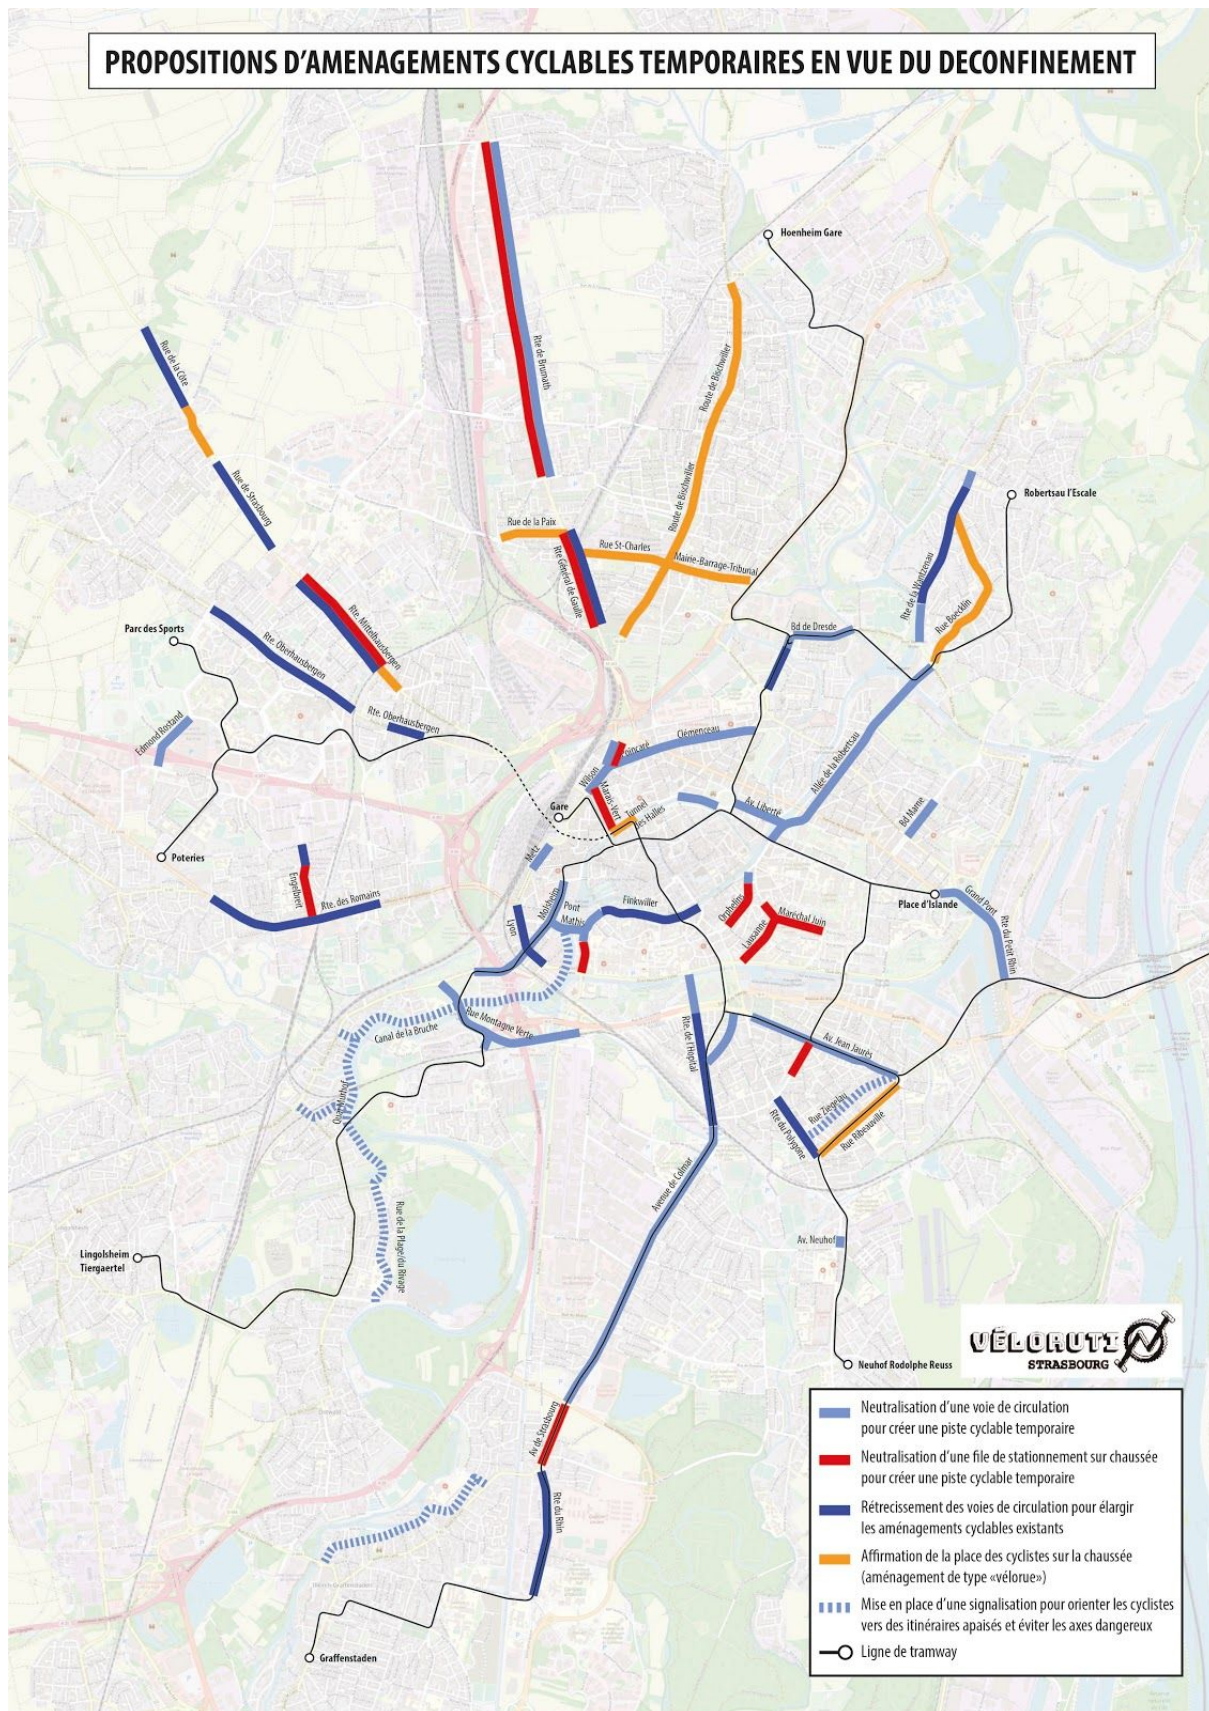 PROPOSITIONS D'AMENAGEMENTS CYCLABLES TEMPORAIRES EN VUE DU DECONFINEMENT
Hoenheim Gare
Rte de Brumath
Route de Bischwiller
Rue de la Côte
Rue de Strasbourg
Route de Bischwiller
Robertsau l'Escale
Rue de la Paix
Rue St-Charles
Mairie-Barrage-Tribunal
Rte Général de Gaulle
Rte de la Wantzenau
Rue Boecklin
Rte. Mittelhausbergen
Parc des Sports
Rte. Oberhausbergen
Bd de Dresde
Edmond Rostand
Rte. Oberhausbergen
Poincaré
Clémenceau
Wilson
Allée de la Robertsau
Marais-Vert
Gare
Tunnel
des Halles
Av. Liberté
Bd Marne
Poteries
Metz
Engelbreit
Rte. des Romains
Molsheim
Pont
Mathis
Finkwiller
Orphelins
Maréchal Juin
Lausanne
Place d'Islande
Grand Pont
Rte du Petit Rhin
Lyon
Canal de la Bruche
Rue Montagne Verte
Rte. de l'Hopital
Av. Jean Jaurès
Quai Murhof
Rue Ziegelau
Rue Ribeauvillé
Rte du Polygone
Avenue de Colmar
Rue de la Plage/du Rivage
Av. Neuhof
Lingolsheim
Tiergaertel
Neuhof Rodolphe Reuss
VÉLORUTION
STRASBOURG
Av de Strasbourg
Rte du Rhin
Graffenstaden
Neutralisation d'une voie de circulation
pour créer une piste cyclable temporaire
Neutralisation d'une file de stationnement sur chaussée
pour créer une piste cyclable temporaire
Rétrecissement des voies de circulation pour élargir
les aménagements cyclables existants
Affirmation de la place des cyclistes sur la chaussée
(aménagement de type «vélorue»)
Mise en place d'une signalisation pour orienter les cyclistes
vers des itinéraires apaisés et éviter les axes dangereux
Ligne de tramway